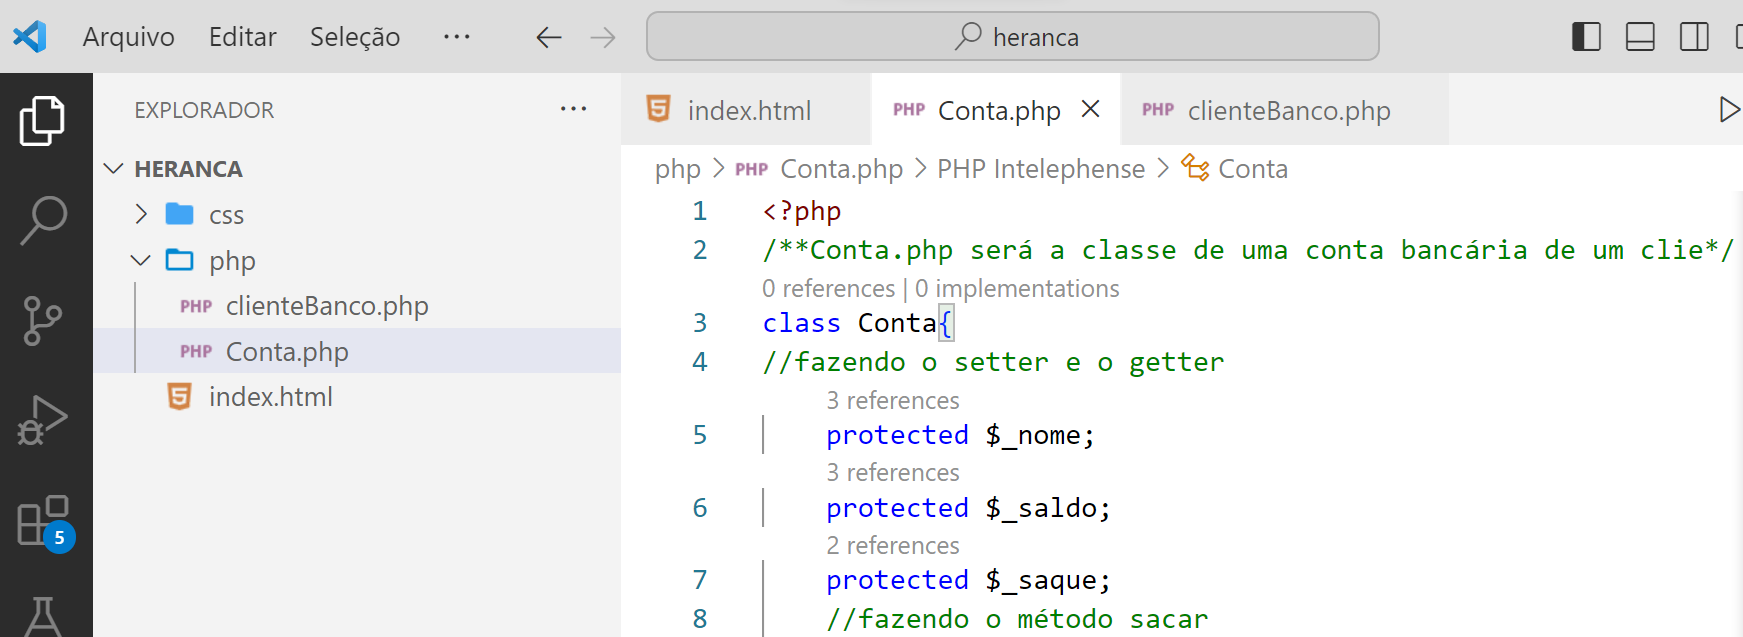 Arquivo Editar Seleção ··· heranca
EXPLORADOR ···
HERANCA
css
php
PHP clienteBanco.php
PHP Conta.php
index.html
5
index.html PHP Conta.php PHP clienteBanco.php
php > PHP Conta.php > PHP Intelephense > Conta
1 <?php
2 /**Conta.php será a classe de uma conta bancária de um clie*/
0 references | 0 implementations
3 class Conta{
4 //fazendo o setter e o getter
3 references
5 protected $_nome;
3 references
6 protected $_saldo;
2 references
7 protected $_saque;
8 //fazendo o método sacar